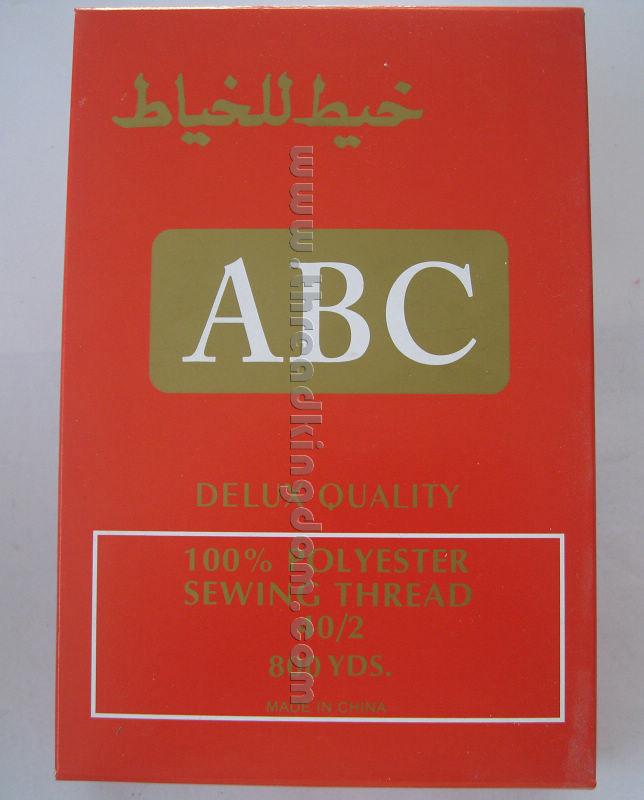 خيط للخياط
ABC
DELUX QUALITY
100% POLYESTER
SEWING THREAD
40/2
800 YDS.
MADE IN CHINA
www.threadkingdom.com